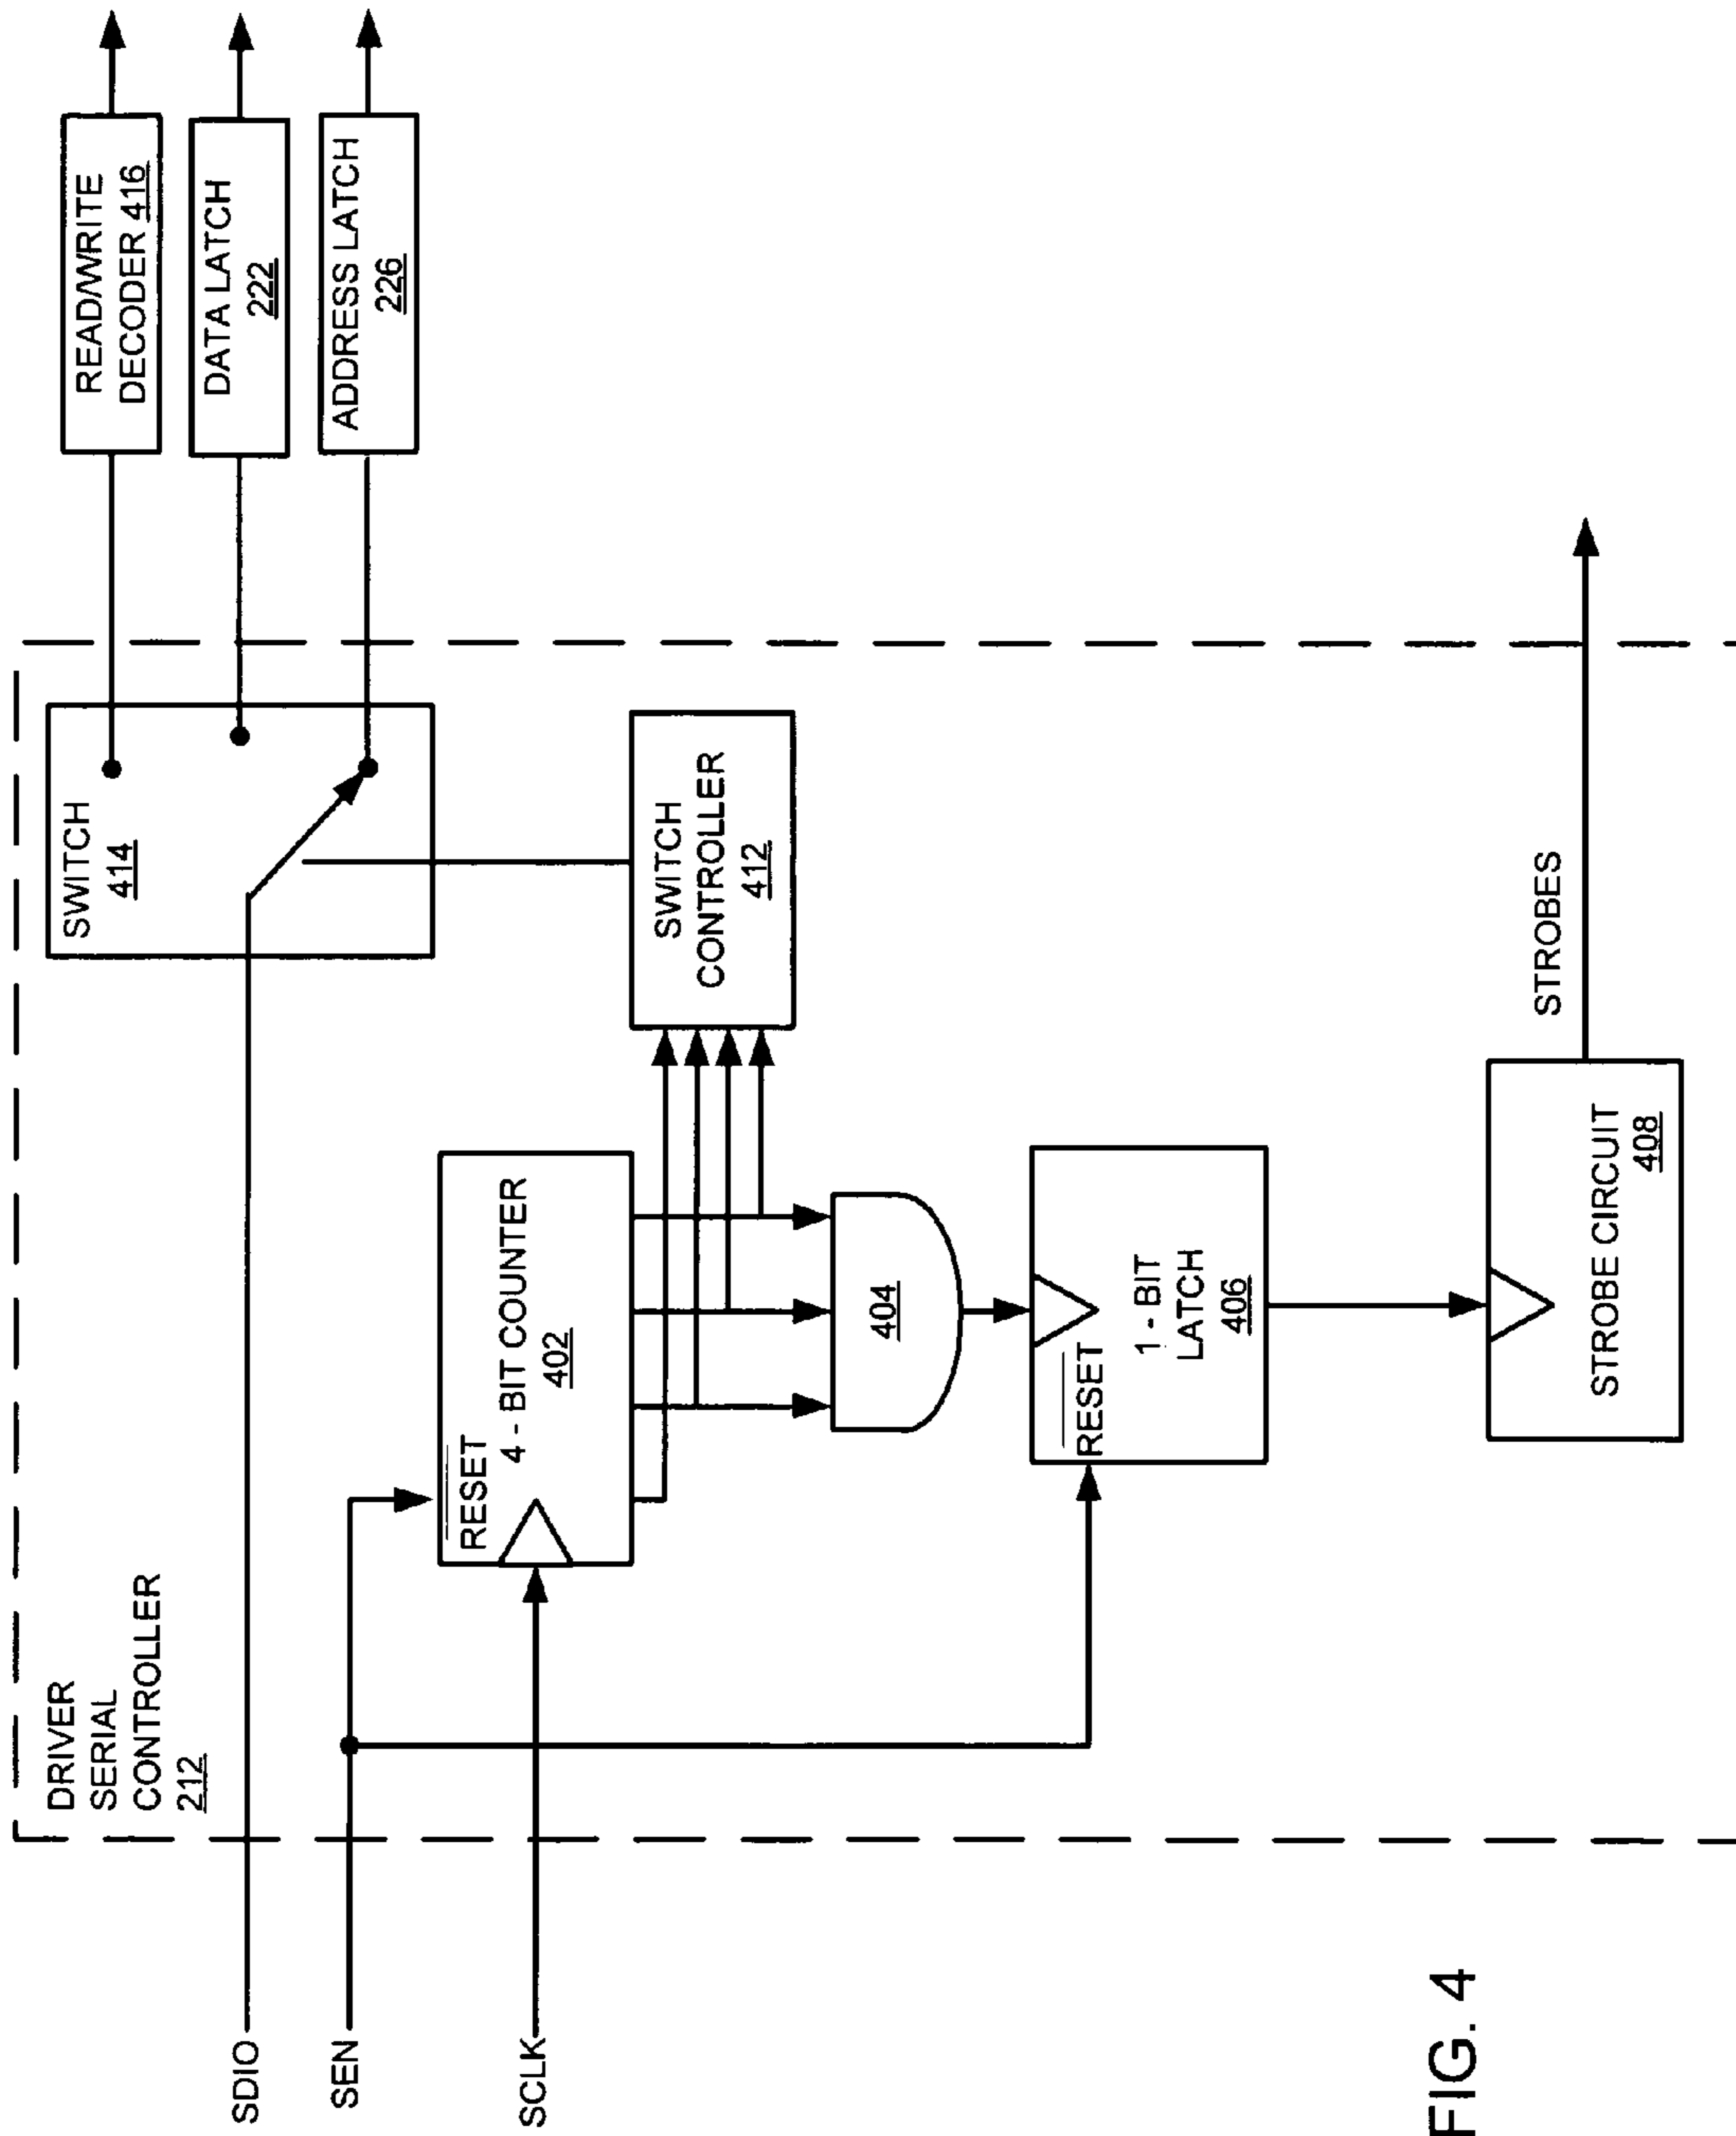 DRIVER
SERIAL
CONTROLLER
212
SDIO
SEN
SCLK
SWITCH
414
READ/WRITE
DECODER 416
DATA LATCH
222
ADDRESS LATCH
226
RESET
4 - BIT COUNTER
402
SWITCH
CONTROLLER
412
404
RESET
1 - BIT
LATCH
406
STROBE CIRCUIT
408
STROBES
FIG. 4